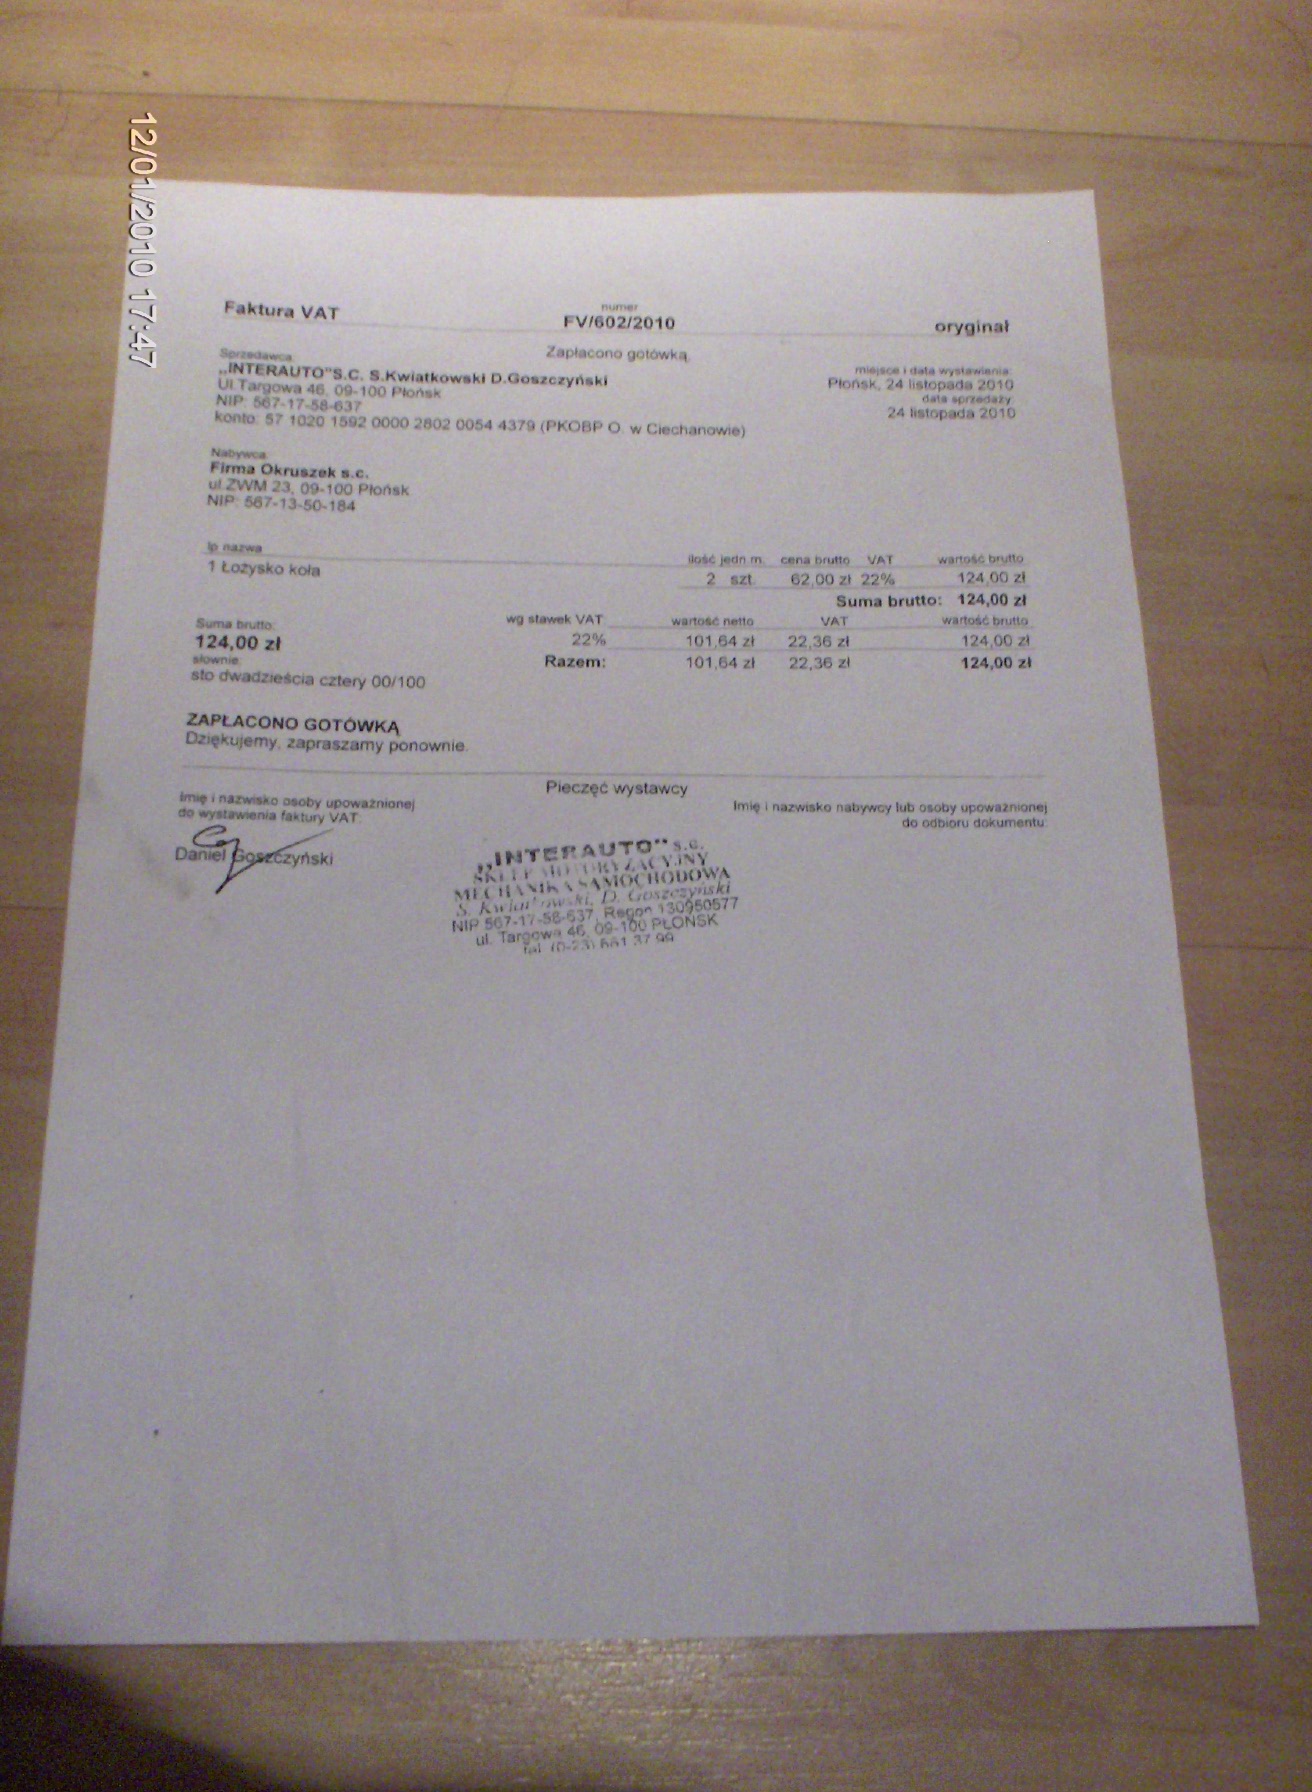 12/01/2010 17:47
Faktura VAT
numer
FV/602/2010
oryginał
Zapłacono gotówką
Sprzedawca
„INTERAUTO”S.C. S.Kwiatkowski D.Goszczyński
Ul.Targowa 46, 09-100 Płońsk
NIP: 567-17-58-637
konto: 57 1020 1592 0000 2802 0054 4379 (PKOBP O. w Ciechanowie)
miejsce i data wystawienia:
Płońsk, 24 listopada 2010
data sprzedaży:
24 listopada 2010
Nabywca
Firma Okruszek s.c.
ul.ZWM 23, 09-100 Płońsk
NIP: 567-13-50-184
lp nazwa ilość jedn.m. cena brutto VAT wartość brutto
1 Łożysko koła 2 szt. 62,00 zł 22% 124,00 zł
Suma brutto: 124,00 zł
Suma brutto:
124,00 zł
słownie:
sto dwadzieścia cztery 00/100
wg stawek VAT wartość netto VAT wartość brutto
22% 101,64 zł 22,36 zł 124,00 zł
Razem: 101,64 zł 22,36 zł 124,00 zł
ZAPŁACONO GOTÓWKĄ
Dziękujemy, zapraszamy ponownie.
Imię i nazwisko osoby upoważnionej
do wystawienia faktury VAT:
Daniel Goszczyński
Pieczęć wystawcy
„INTERAUTO” s.c.
SKLEP MOTORYZACYJNY
MECHANIKA SAMOCHODOWA
S. Kwiatkowski, D. Goszczyński
NIP 567-17-58-637, Regon 130950577
ul. Targowa 46, 09-100 PŁOŃSK
tel. (0-23) 661 37 99
Imię i nazwisko nabywcy lub osoby upoważnionej
do odbioru dokumentu: